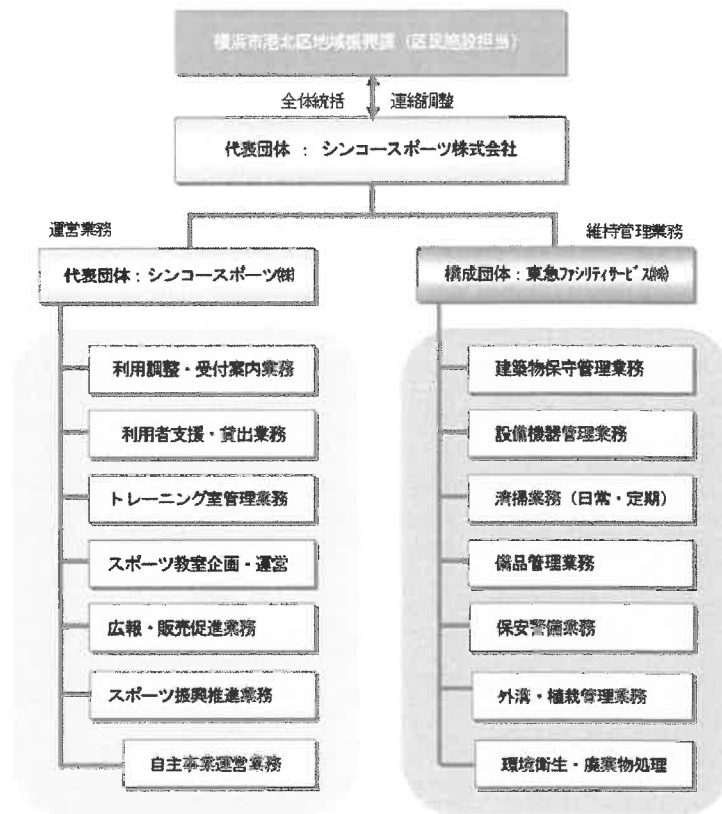 横浜市港北区地域振興課（区民施設担当）
全体統括 連絡調整
代表団体 ： シンコースポーツ株式会社
運営業務
維持管理業務
代表団体：シンコースポーツ㈱
構成団体：東急ファシリティサービス㈱
利用調整・受付案内業務
利用者支援・貸出業務
トレーニング室管理業務
スポーツ教室企画・運営
広報・販売促進業務
スポーツ振興推進業務
自主事業運営業務
建築物保守管理業務
設備機器管理業務
清掃業務（日常・定期）
備品管理業務
保安警備業務
外溝・植栽管理業務
環境衛生・廃棄物処理